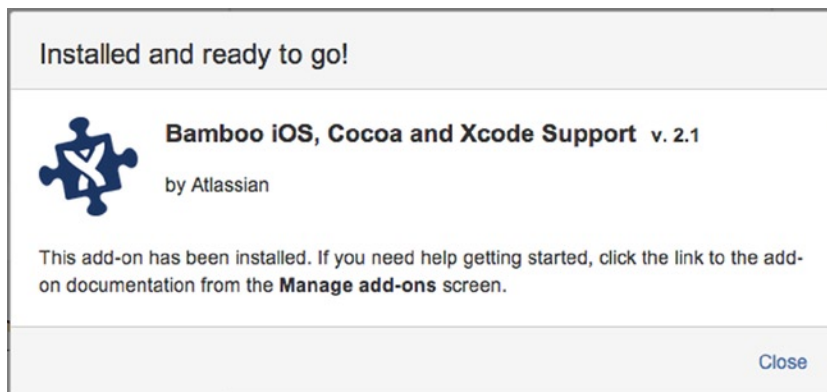 Installed and ready to go!
Bamboo iOS, Cocoa and Xcode Support v. 2.1
by Atlassian
This add-on has been installed. If you need help getting started, click the link to the add-
on documentation from the Manage add-ons screen.
Close